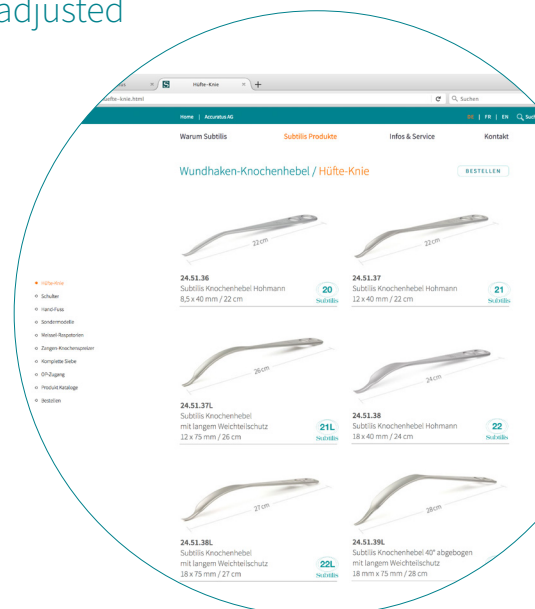 adjusted
Hüfte-Knie
uefte-knie.html
Suchen
Home | Accuratus AG
DE | FR | EN
Warum Subtilis
Subtilis Produkte
Infos & Service
Kontakt
Wundhaken-Knochenhebel / Hüfte-Knie
BESTELLEN
22 cm
22 cm
24.51.36
Subtilis Knochenhebel Hohmann
8,5 x 40 mm / 22 cm
20
Subtilis
24.51.37
Subtilis Knochenhebel Hohmann
12 x 40 mm / 22 cm
21
Subtilis
Hüfte-Knie
Schulter
Hand-Fuss
Sondermodelle
Meissel-Raspatorien
Zangen-Knochenspreizer
Komplette Siebe
OP-Zugang
Produkt Kataloge
Bestellen
26 cm
24 cm
24.51.37L
Subtilis Knochenhebel
mit langem Weichteilschutz
12 x 75 mm / 26 cm
21L
Subtilis
24.51.38
Subtilis Knochenhebel Hohmann
18 x 40 mm / 24 cm
22
Subtilis
27 cm
28cm
24.51.38L
Subtilis Knochenhebel
mit langem Weichteilschutz
18 x 75 mm / 27 cm
22L
Subtilis
24.51.39L
Subtilis Knochenhebel 40° abgebogen
mit langem Weichteilschutz
18 mm x 75 mm / 28 cm